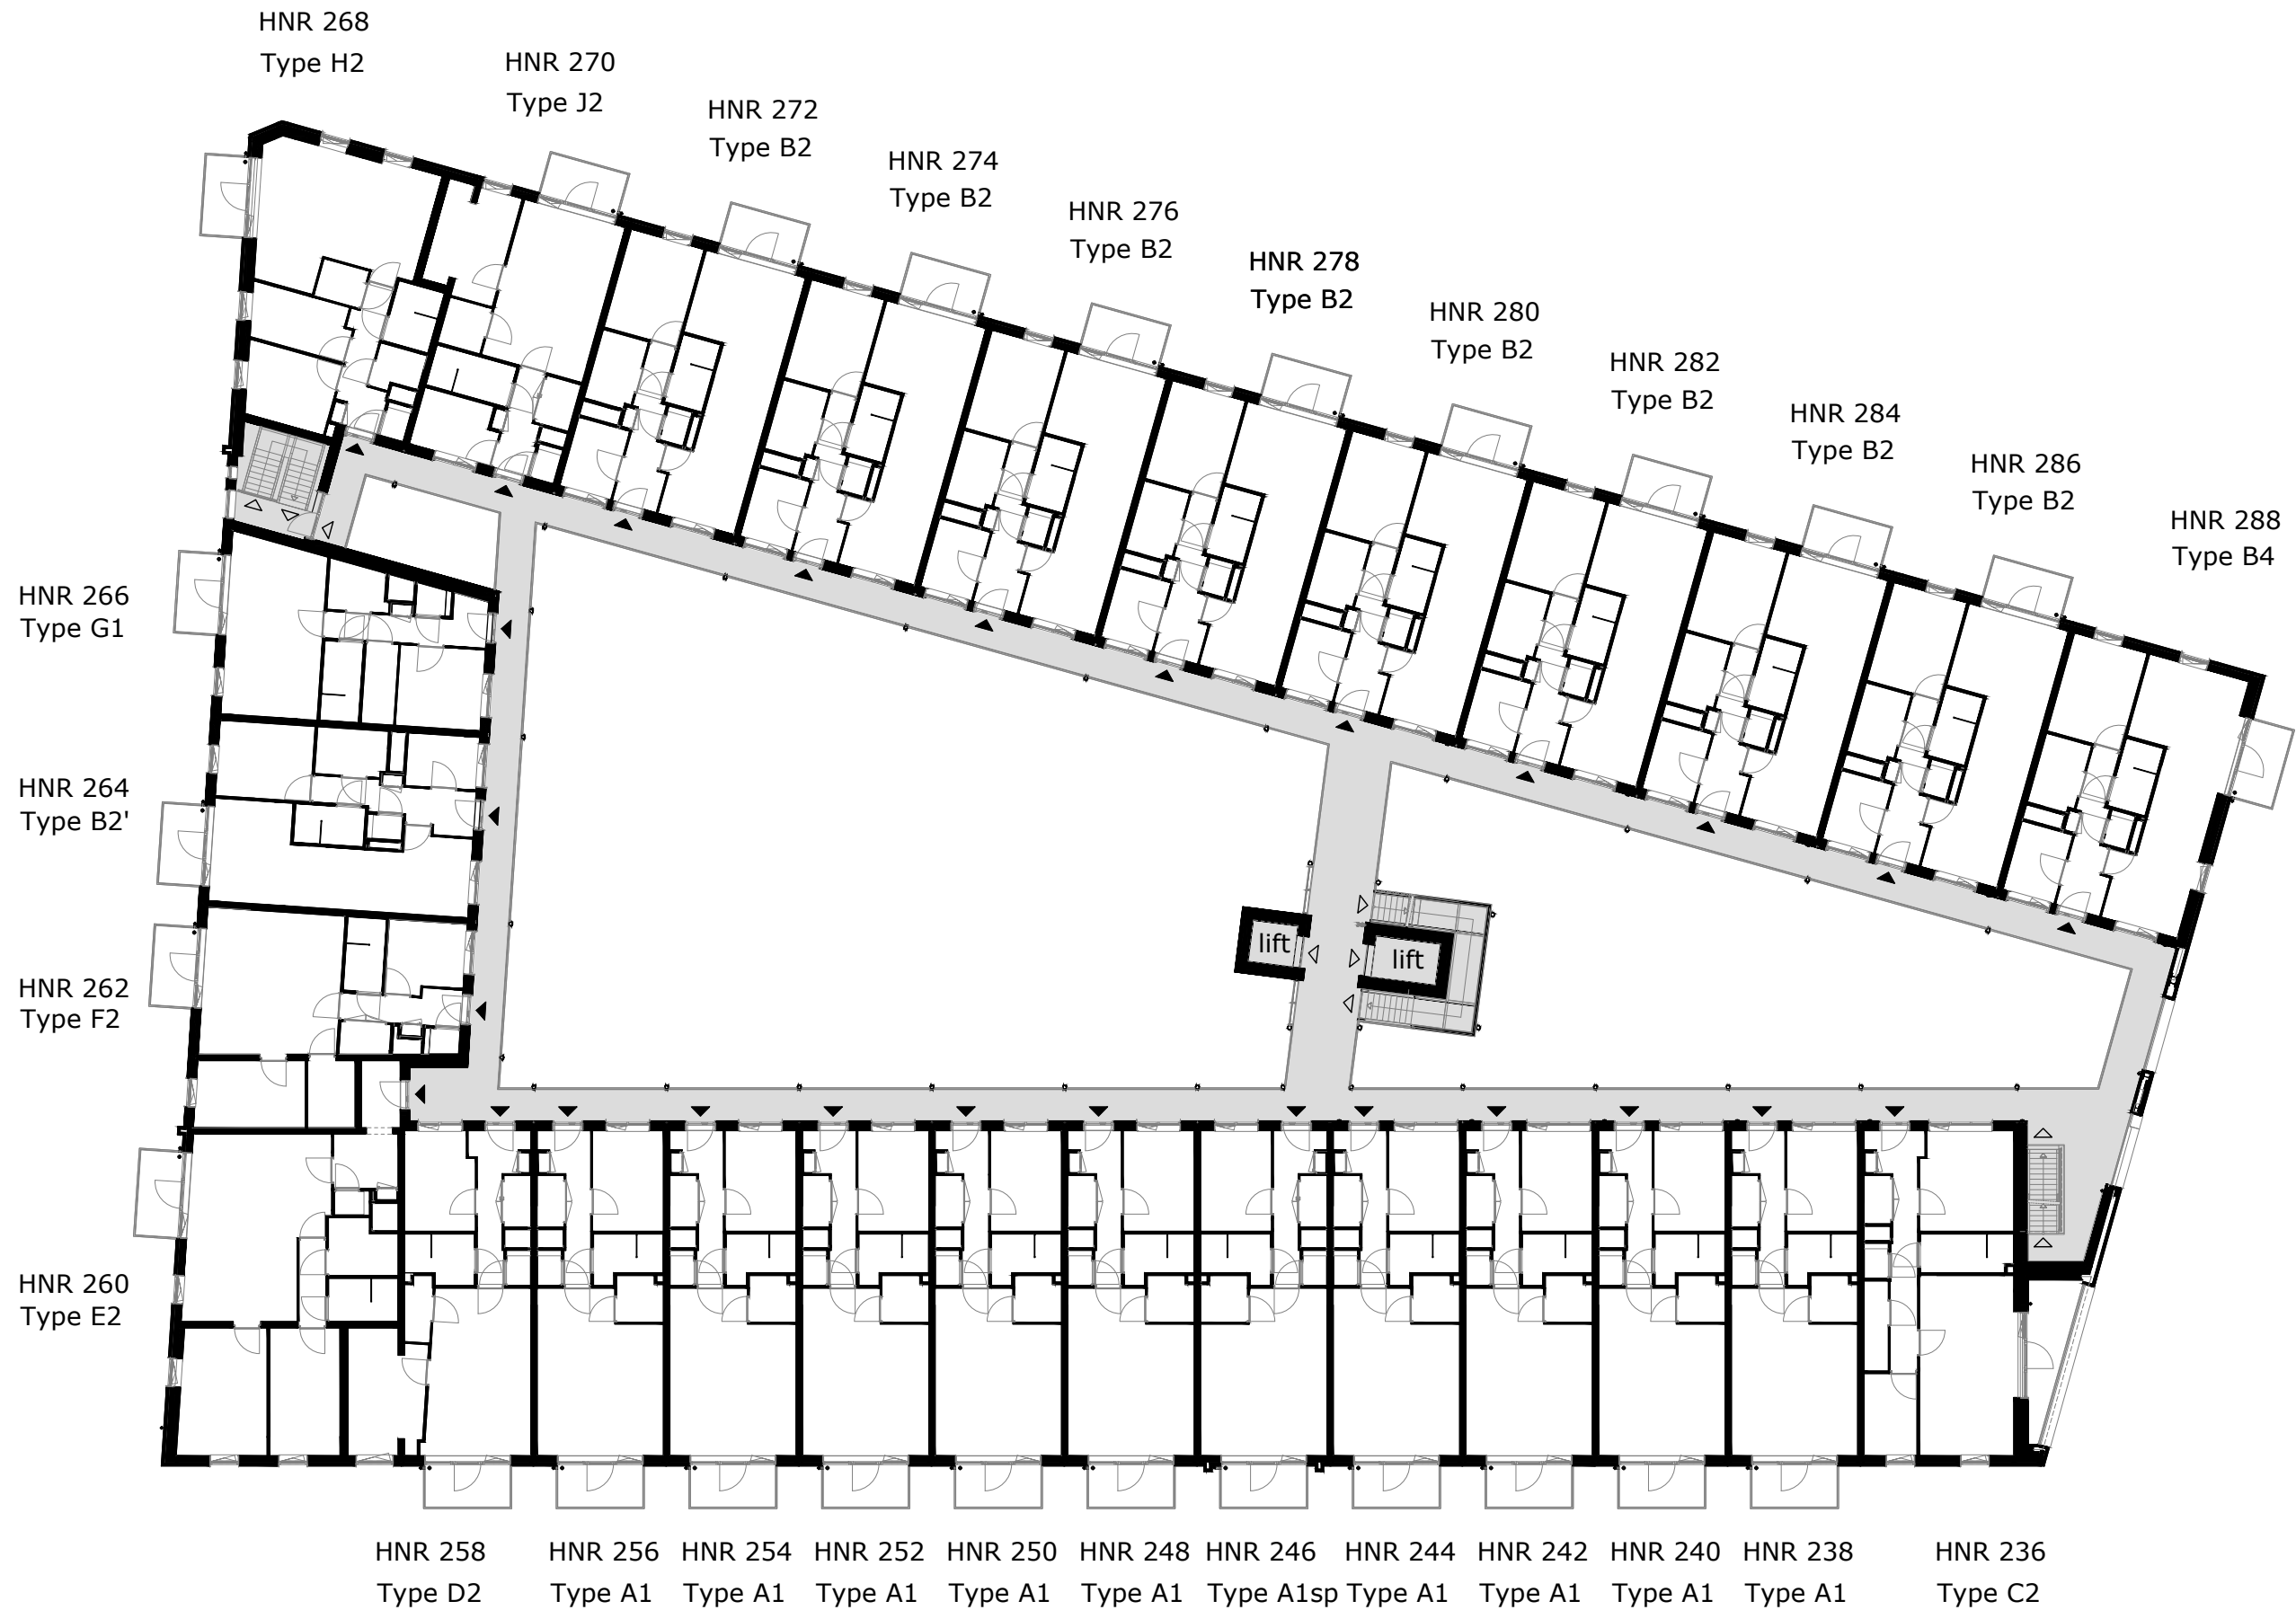 HNR 268
Type H2
HNR 270
Type J2
HNR 272
Type B2
HNR 274
Type B2
HNR 276
Type B2
HNR 278
Type B2
HNR 280
Type B2
HNR 282
Type B2
HNR 284
Type B2
HNR 286
Type B2
HNR 288
Type B4
HNR 266
Type G1
HNR 264
Type B2'
HNR 262
Type F2
HNR 260
Type E2
lift
lift
HNR 258
Type D2
HNR 256
Type A1
HNR 254
Type A1
HNR 252
Type A1
HNR 250
Type A1
HNR 248
Type A1
HNR 246
Type A1sp
HNR 244
Type A1
HNR 242
Type A1
HNR 240
Type A1
HNR 238
Type A1
HNR 236
Type C2